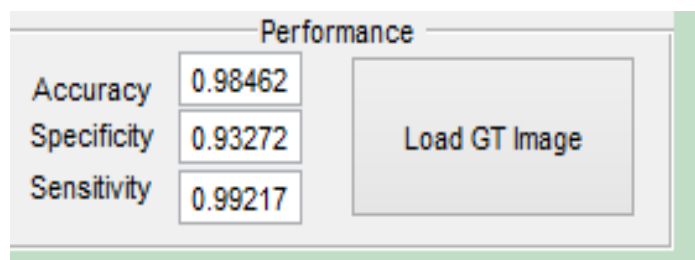 Performance
Accuracy 0.98462
Specificity 0.93272
Sensitivity 0.99217
Load GT Image